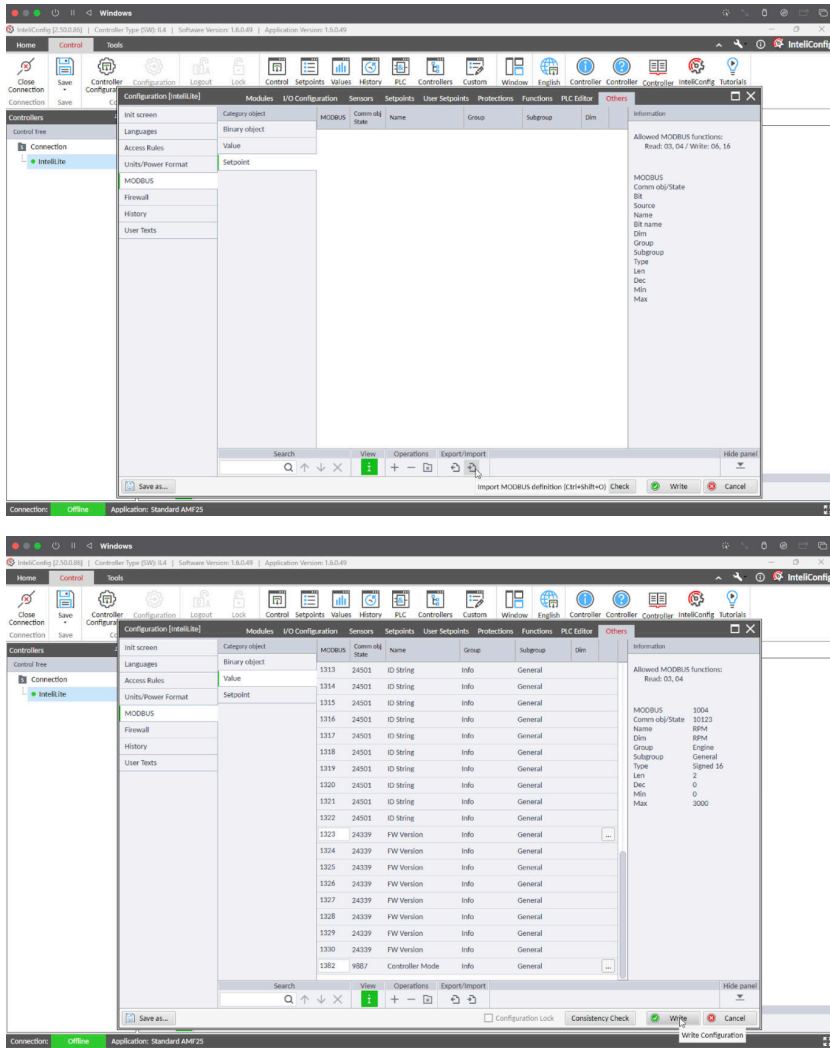 Windows
InteliConfig [2.50.0.86] | Controller Type (SW): IL4 | Software Version: 1.6.0.49 | Application Version: 1.6.0.49
Home Control Tools InteliConfig
Close Connection Save Controller Configura Configuration Logout Lock Control Setpoints Values History PLC Controllers Custom Window English Controller Controller Controller InteliConfig Tutorials
Connection Save Co
Controllers
Control Tree
Connection
InteliLite
Configuration [InteliLite] Modules I/O Configuration Sensors Setpoints User Setpoints Protections Functions PLC Editor Others
Init screen
Languages
Access Rules
Units/Power Format
MODBUS
Firewall
History
User Texts
Category object
Binary object
Value
Setpoint
MODBUS Comm obj State Name Group Subgroup Dim
Information
Allowed MODBUS functions:
Read: 03, 04 / Write: 06, 16
MODBUS
Comm obj/State
Bit
Source
Name
Bit name
Dim
Group
Subgroup
Type
Len
Dec
Min
Max
Search View Operations Export/Import Hide panel
Save as... Import MODBUS definition (Ctrl+Shift+O) Check Write Cancel
Connection: Offline Application: Standard AMF25
Windows
InteliConfig [2.50.0.86] | Controller Type (SW): IL4 | Software Version: 1.6.0.49 | Application Version: 1.6.0.49
Home Control Tools InteliConfig
Close Connection Save Controller Configura Configuration Logout Lock Control Setpoints Values History PLC Controllers Custom Window English Controller Controller Controller InteliConfig Tutorials
Connection Save Co
Controllers
Control Tree
Connection
InteliLite
Configuration [InteliLite] Modules I/O Configuration Sensors Setpoints User Setpoints Protections Functions PLC Editor Others
Init screen
Languages
Access Rules
Units/Power Format
MODBUS
Firewall
History
User Texts
Category object
Binary object
Value
Setpoint
MODBUS Comm obj State Name Group Subgroup Dim
1313 24501 ID String Info General
1314 24501 ID String Info General
1315 24501 ID String Info General
1316 24501 ID String Info General
1317 24501 ID String Info General
1318 24501 ID String Info General
1319 24501 ID String Info General
1320 24501 ID String Info General
1321 24501 ID String Info General
1322 24501 ID String Info General
1323 24339 FW Version Info General ...
1324 24339 FW Version Info General
1325 24339 FW Version Info General
1326 24339 FW Version Info General
1327 24339 FW Version Info General
1328 24339 FW Version Info General
1329 24339 FW Version Info General
1330 24339 FW Version Info General
1382 9887 Controller Mode Info General ...
Information
Allowed MODBUS functions:
Read: 03, 04
MODBUS 1004
Comm obj/State 10123
Name RPM
Dim RPM
Group Engine
Subgroup General
Type Signed 16
Len 2
Dec 0
Min 0
Max 3000
Search View Operations Export/Import Hide panel
Save as... Configuration Lock Consistency Check Write Cancel
Write Configuration
Connection: Offline Application: Standard AMF25